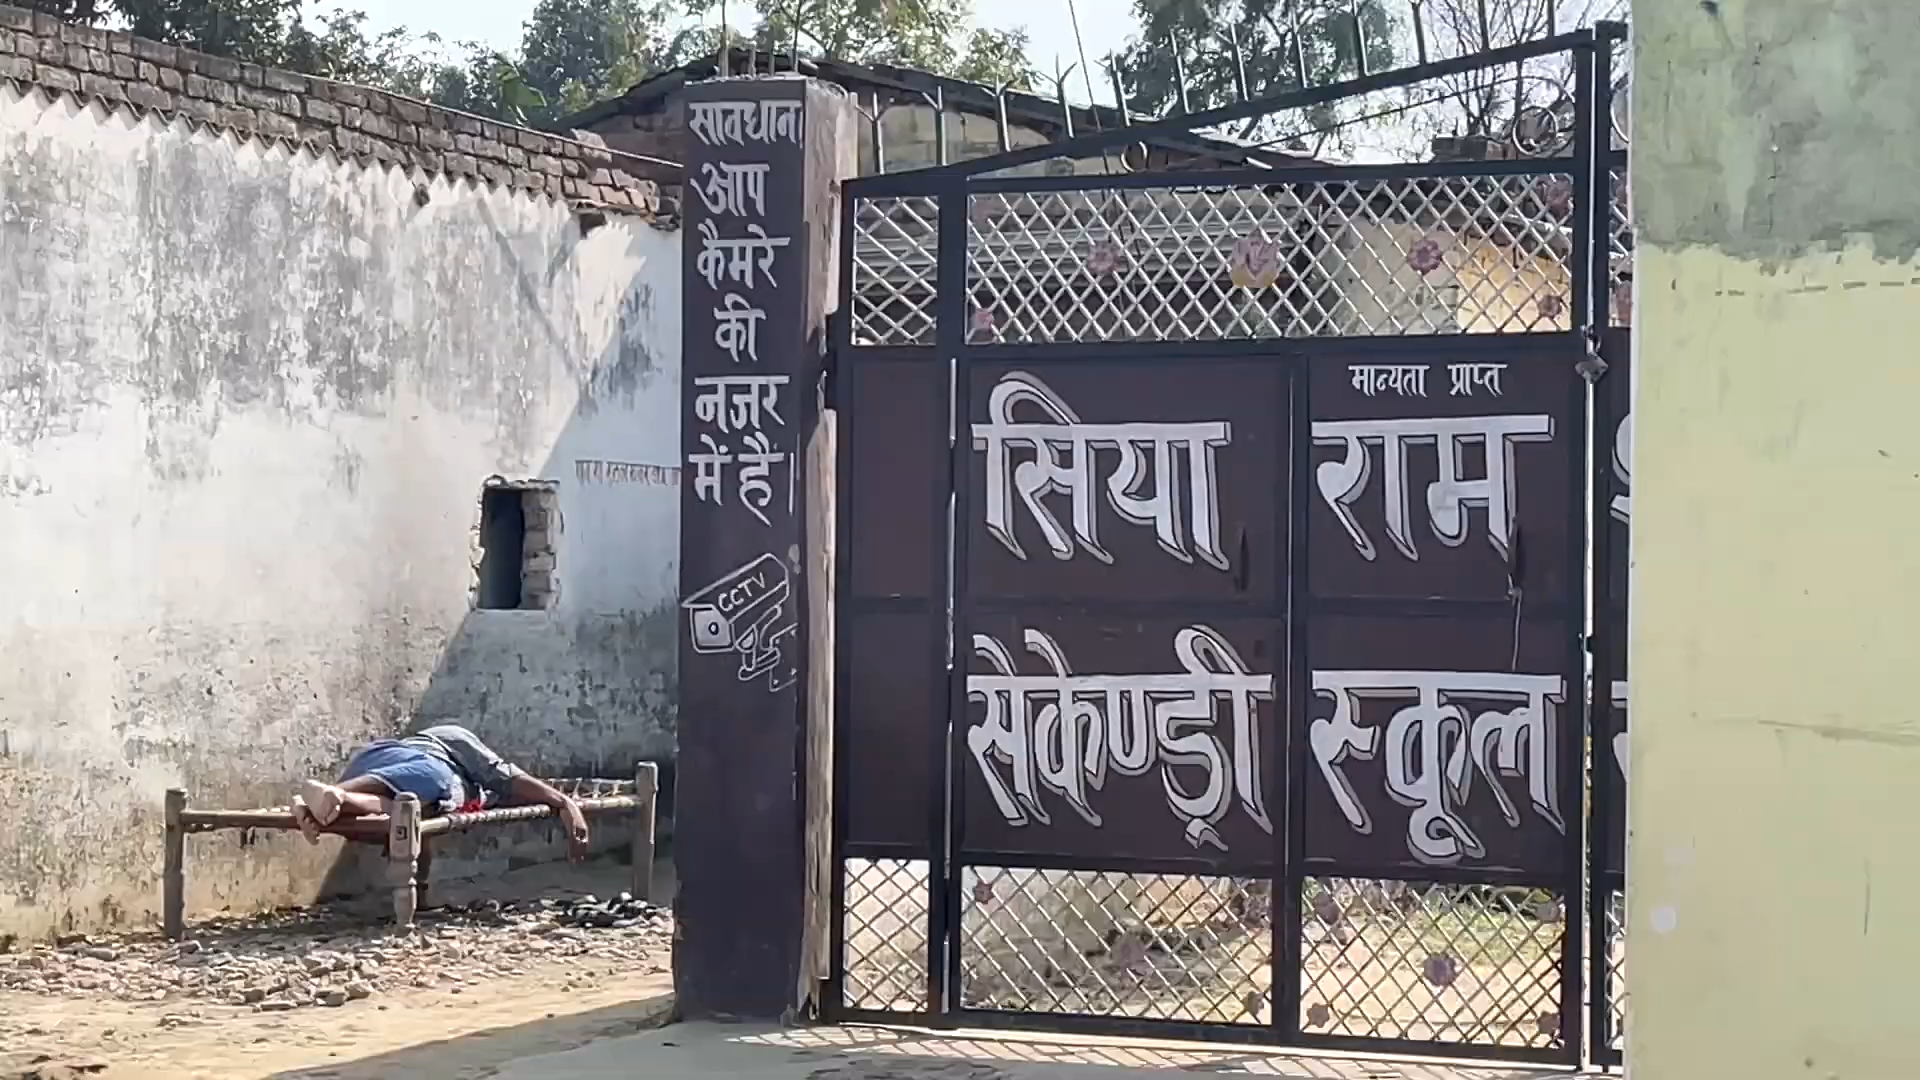 सावधान
आप
कैमरे
की
नजर
में है।
CCTV
मान्यता प्राप्त
सिया राम
सेकेण्ड्री स्कूल